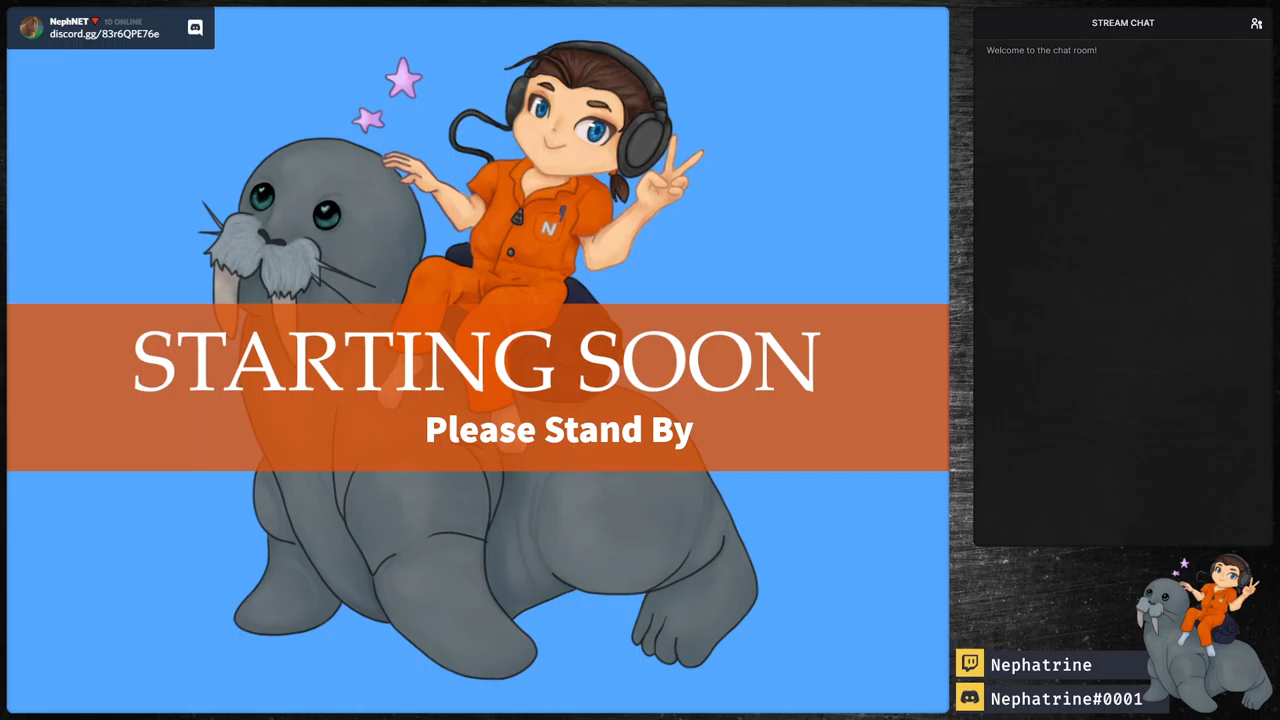 NephNET
10 ONLINE
discord.gg/83r6QPE76e
STREAM CHAT
Welcome to the chat room!
N
STARTING SOON
Please Stand By
Nephatrine
Nephatrine#0001